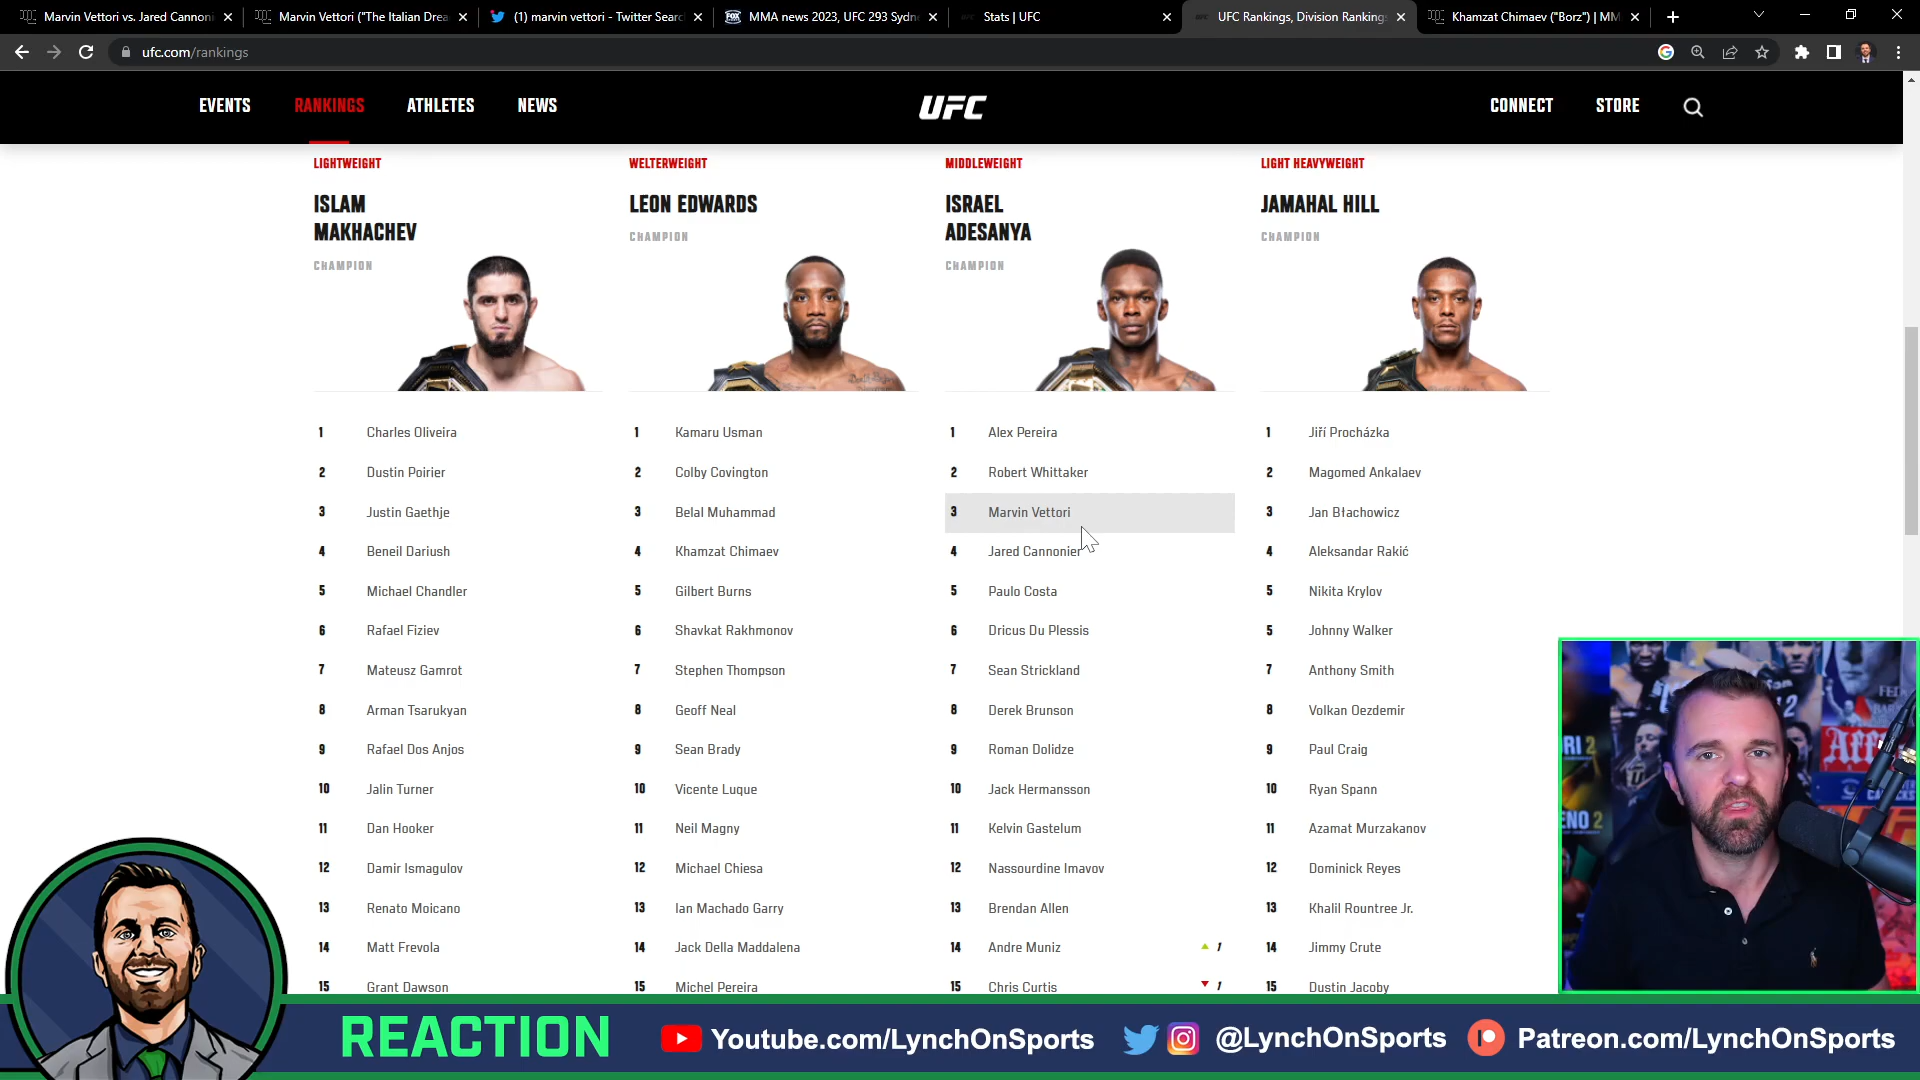 Marvin Vettori vs. Jared Cannoni
Marvin Vettori ("The Italian Drea
(1) marvin vettori - Twitter Searc
MMA news 2023, UFC 293 Sydne
Stats | UFC
UFC Rankings, Division Rankings
Khamzat Chimaev ("Borz") | MM
ufc.com/rankings
EVENTS RANKINGS ATHLETES NEWS UFC CONNECT STORE
LIGHTWEIGHT
ISLAM
MAKHACHEV
CHAMPION
1 Charles Oliveira
2 Dustin Poirier
3 Justin Gaethje
4 Beneil Dariush
5 Michael Chandler
6 Rafael Fiziev
7 Mateusz Gamrot
8 Arman Tsarukyan
9 Rafael Dos Anjos
10 Jalin Turner
11 Dan Hooker
12 Damir Ismagulov
13 Renato Moicano
14 Matt Frevola
15 Grant Dawson
WELTERWEIGHT
LEON EDWARDS
CHAMPION
1 Kamaru Usman
2 Colby Covington
3 Belal Muhammad
4 Khamzat Chimaev
5 Gilbert Burns
6 Shavkat Rakhmonov
7 Stephen Thompson
8 Geoff Neal
9 Sean Brady
10 Vicente Luque
11 Neil Magny
12 Michael Chiesa
13 Ian Machado Garry
14 Jack Della Maddalena
15 Michel Pereira
MIDDLEWEIGHT
ISRAEL
ADESANYA
CHAMPION
1 Alex Pereira
2 Robert Whittaker
3 Marvin Vettori
4 Jared Cannonier
5 Paulo Costa
6 Dricus Du Plessis
7 Sean Strickland
8 Derek Brunson
9 Roman Dolidze
10 Jack Hermansson
11 Kelvin Gastelum
12 Nassourdine Imavov
13 Brendan Allen
14 Andre Muniz 1
15 Chris Curtis 1
LIGHT HEAVYWEIGHT
JAMAHAL HILL
CHAMPION
1 Jiří Procházka
2 Magomed Ankalaev
3 Jan Błachowicz
4 Aleksandar Rakić
5 Nikita Krylov
5 Johnny Walker
7 Anthony Smith
8 Volkan Oezdemir
9 Paul Craig
10 Ryan Spann
11 Azamat Murzakanov
12 Dominick Reyes
13 Khalil Rountree Jr.
14 Jimmy Crute
15 Dustin Jacoby
REACTION
Youtube.com/LynchOnSports
@LynchOnSports
Patreon.com/LynchOnSports